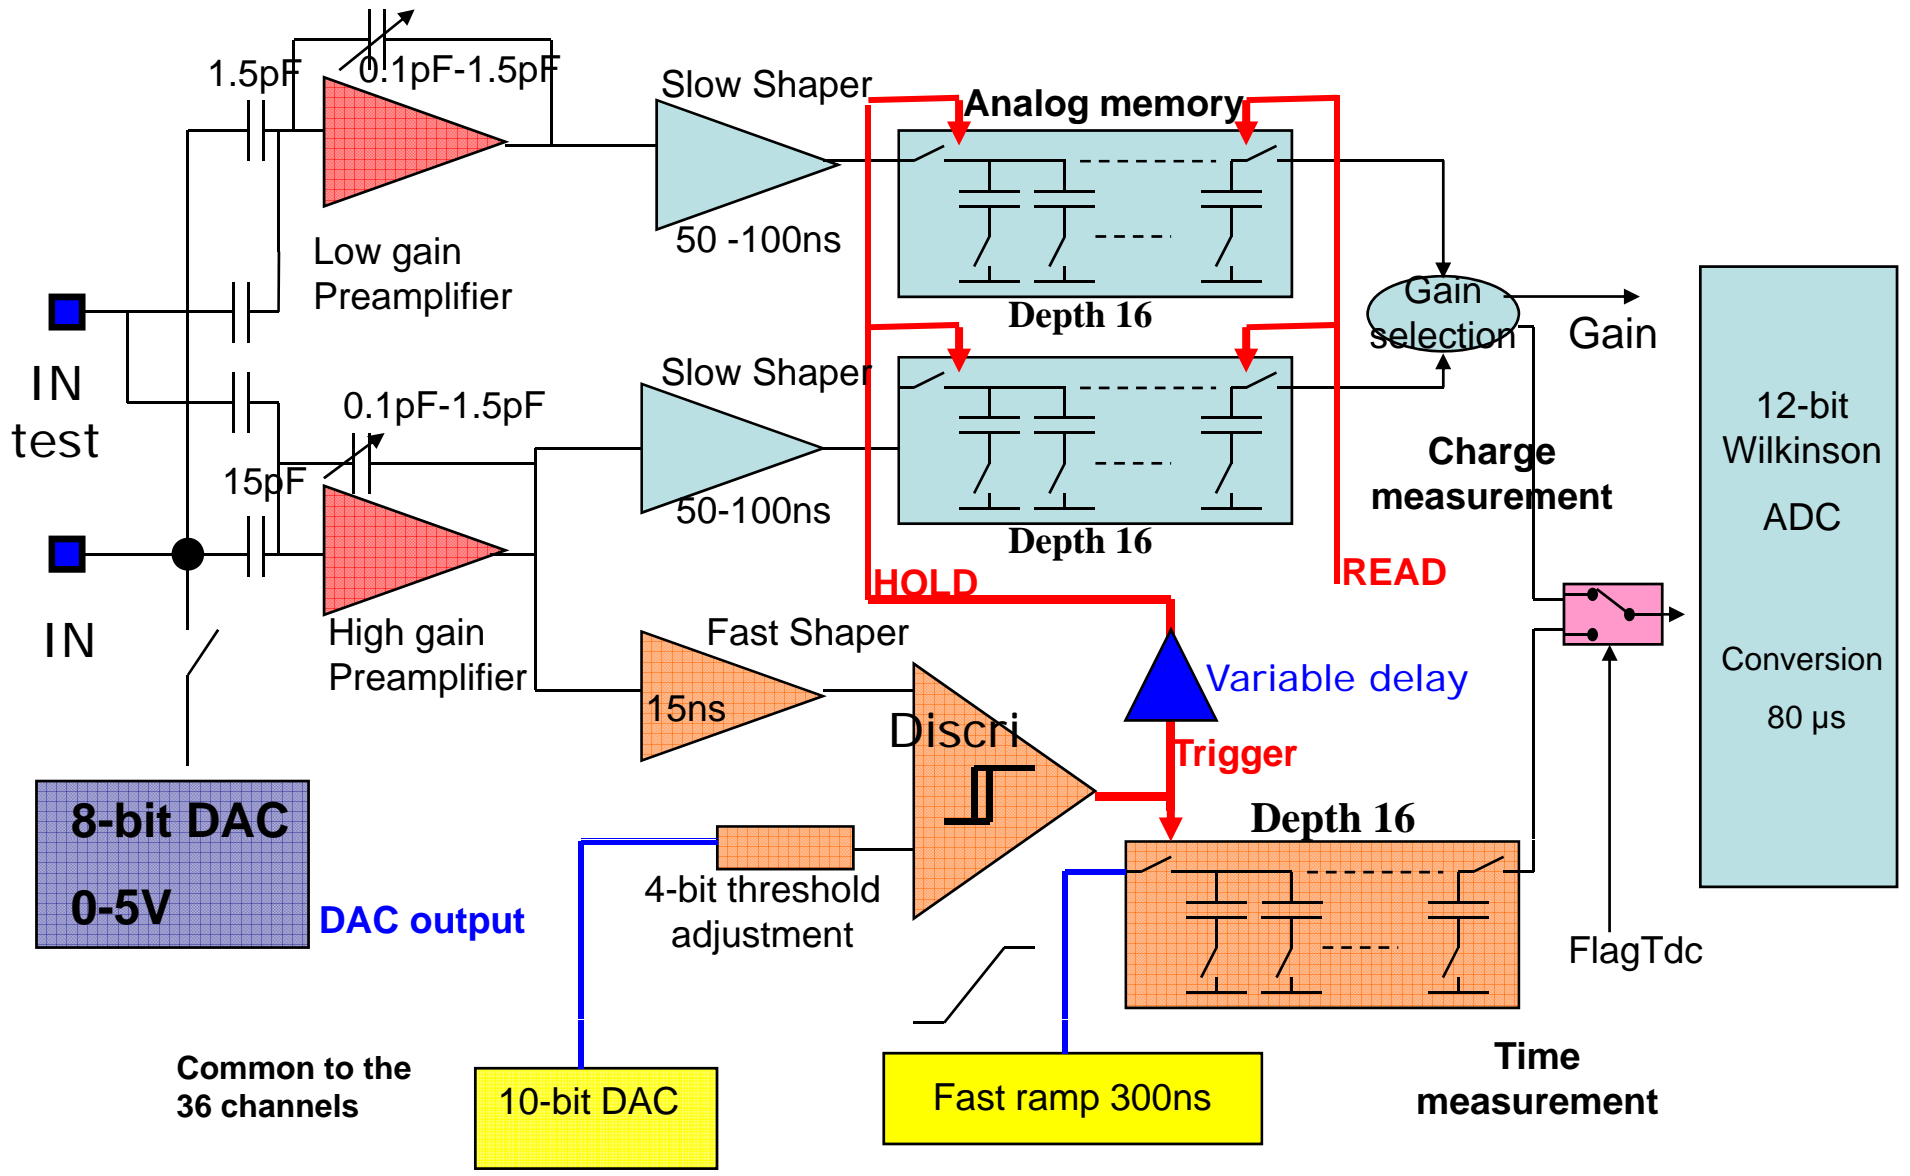 1.5pF
0.1pF-1.5pF
Slow Shaper
Analog memory
50 -100ns
Low gain
Preamplifier
Depth 16
Gain
selection
Gain
IN
test
0.1pF-1.5pF
Slow Shaper
15pF
50-100ns
Depth 16
Charge
measurement
12-bit
Wilkinson
ADC
Conversion
80 µs
HOLD
READ
IN
High gain
Preamplifier
Fast Shaper
15ns
Discri
Variable delay
Trigger
8-bit DAC
0-5V
DAC output
4-bit threshold
adjustment
Depth 16
FlagTdc
Common to the
36 channels
10-bit DAC
Fast ramp 300ns
Time
measurement